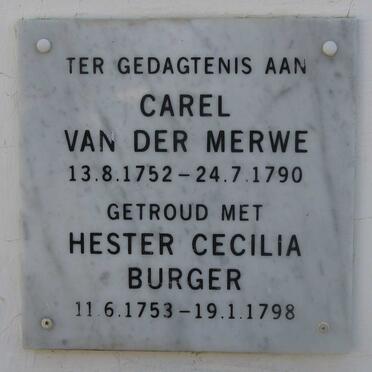 TER GEDAGTENIS AAN
CAREL
VAN DER MERWE
13.8.1752 – 24.7.1790
GETROUD MET
HESTER CECILIA
BURGER
11.6.1753 – 19.1.1798